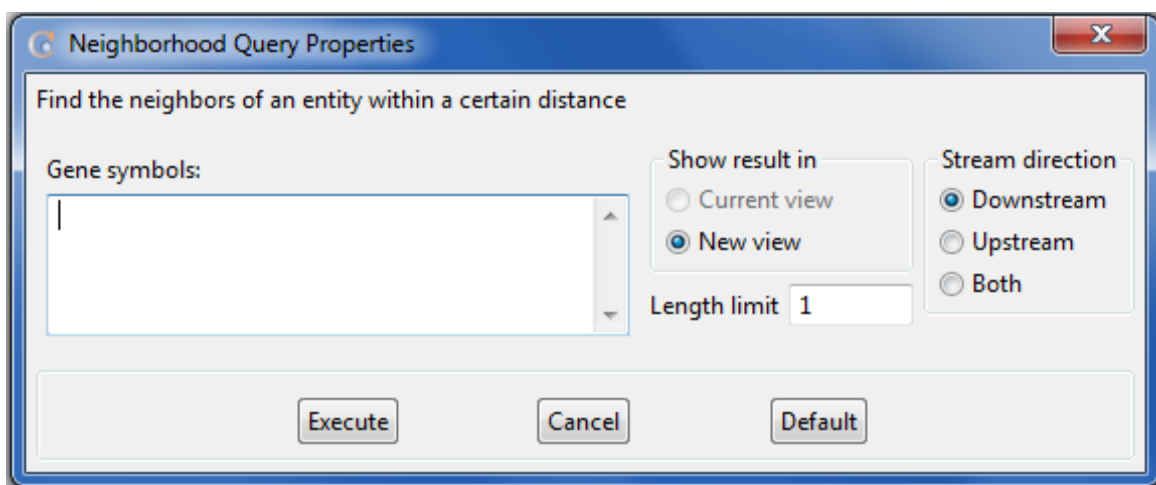 Neighborhood Query Properties
Find the neighbors of an entity within a certain distance
Gene symbols:
Show result in
Current view
New view
Length limit 1
Stream direction
Downstream
Upstream
Both
Execute Cancel Default